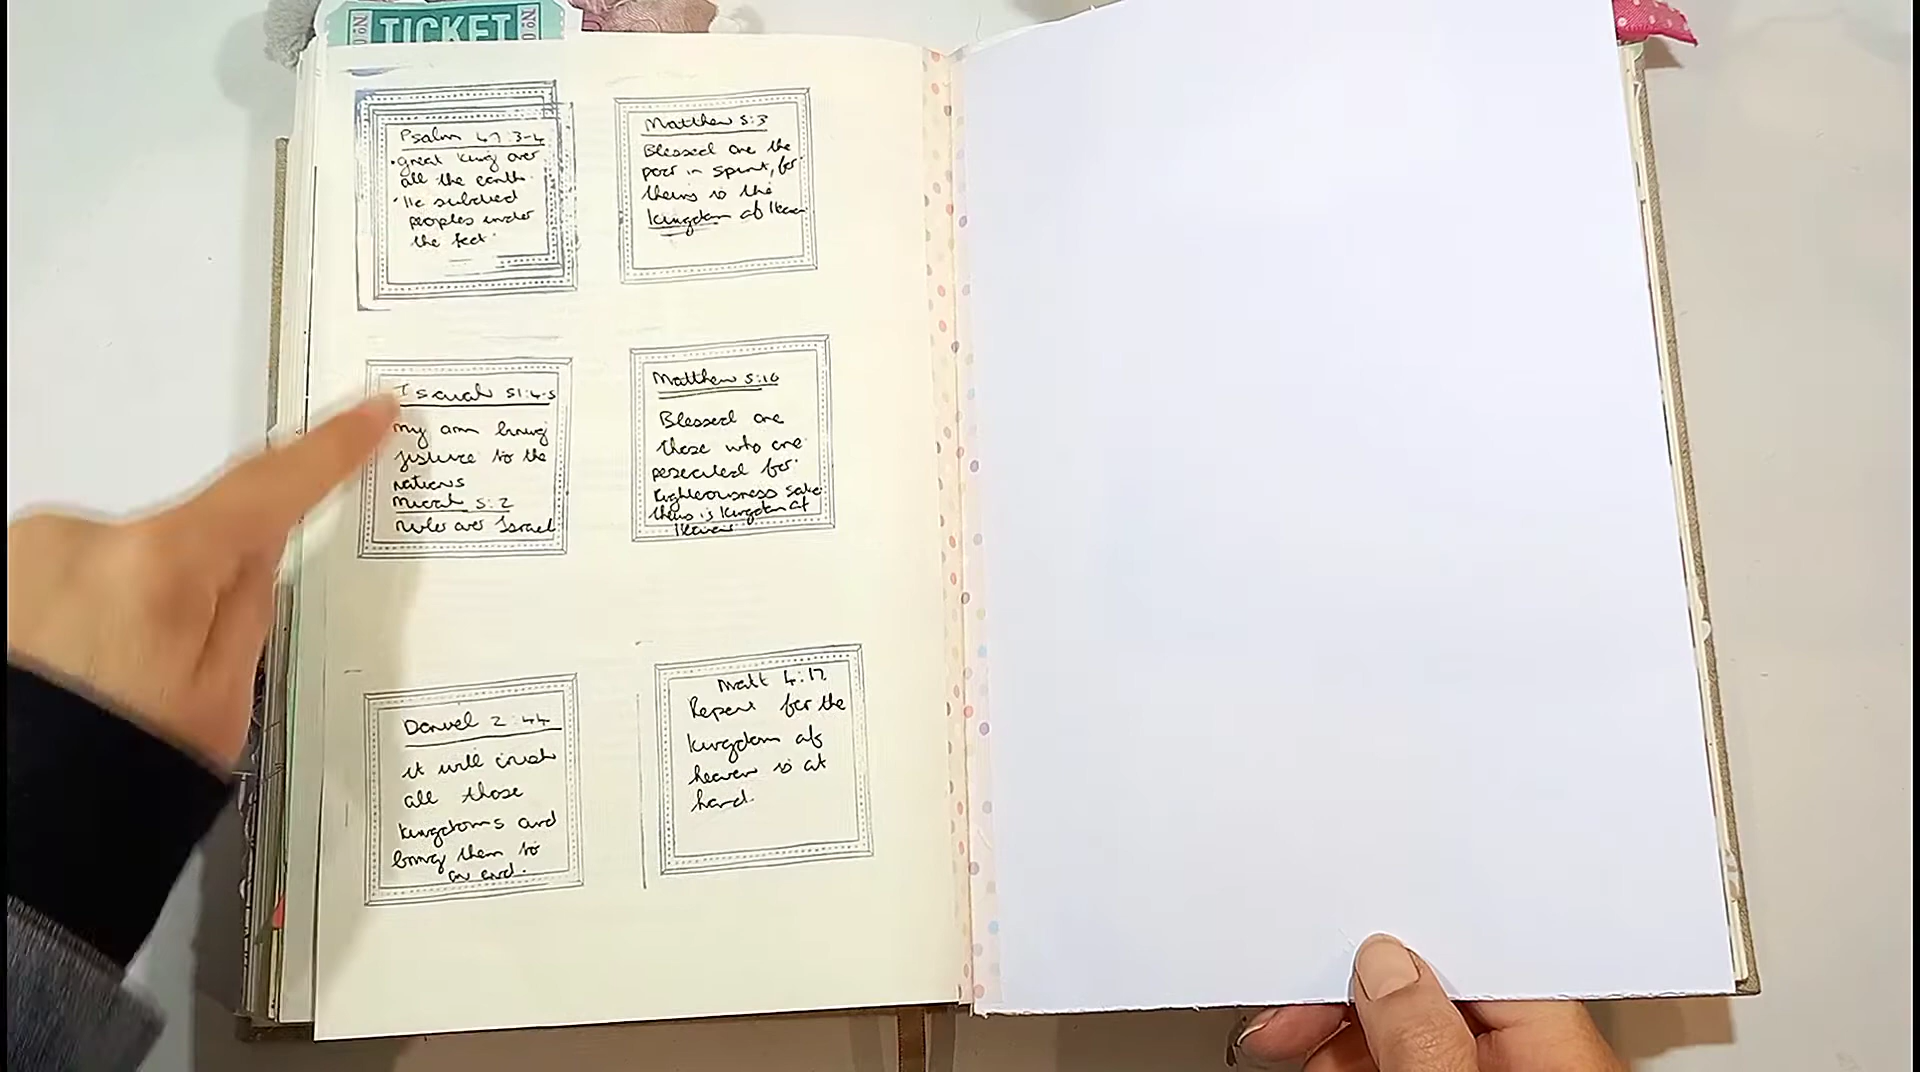 TICKET
Psalm 47:3-4
• great King over
all the earth.
• He subdued
peoples under
the feet.
Matthew 5:3
Blessed are the
poor in spirit, for
theirs is the
kingdom of Heaven
Isaiah 51:4-5
My arm bring
justice to the
nations
Micah 5:2
Ruler over Israel
Matthew 5:10
Blessed are
those who are
persecuted for
righteousness sake
theirs is Kingdom of
Heaven
Daniel 2:44
it will crush
all those
kingdoms and
bring them to
an end.
Matt 4:17
Repent for the
kingdom of
heaven is at
hand.